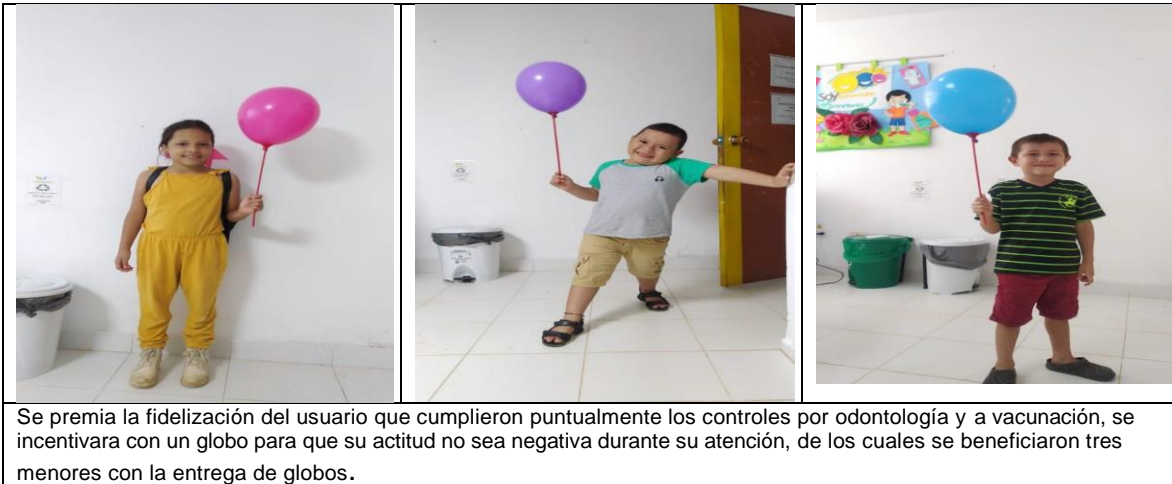 Soy
Se premia la fidelización del usuario que cumplieron puntualmente los controles por odontología y a vacunación, se
incentivara con un globo para que su actitud no sea negativa durante su atención, de los cuales se beneficiaron tres
menores con la entrega de globos.